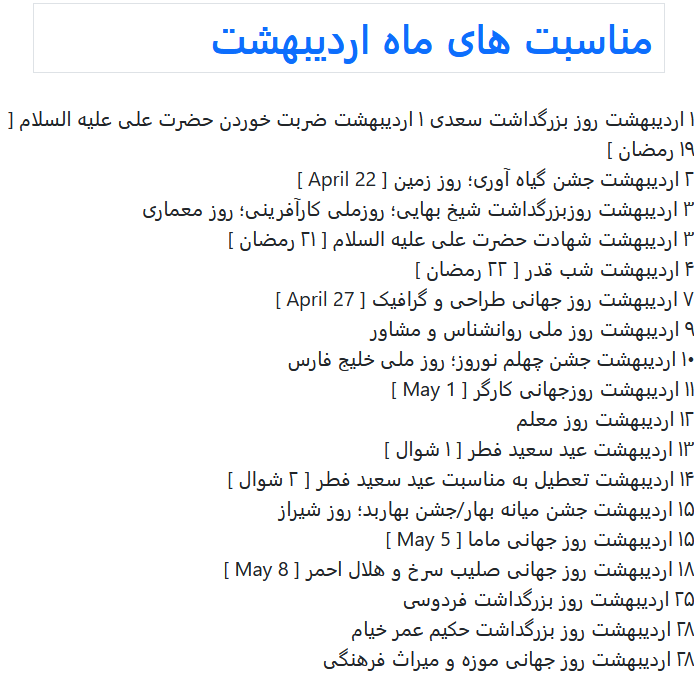 مناسبت های ماه اردیبهشت
۱ اردیبهشت روز بزرگداشت سعدی ۱ اردیبهشت ضربت خوردن حضرت علی علیه السلام [
۱۹ رمضان ]
۲ اردیبهشت جشن گیاه آوری؛ روز زمین [ April 22 ]
۳ اردیبهشت روزبزرگداشت شیخ بهایی؛ روزملی کارآفرینی؛ روز معماری
۳ اردیبهشت شهادت حضرت علی علیه السلام [ ۲۱ رمضان ]
۴ اردیبهشت شب قدر [ ۲۲ رمضان ]
۷ اردیبهشت روز جهانی طراحی و گرافیک [ April 27 ]
۹ اردیبهشت روز ملی روانشناس و مشاور
۱۰ اردیبهشت جشن چهلم نوروز؛ روز ملی خلیج فارس
۱۱ اردیبهشت روزجهانی کارگر [ May 1 ]
۱۲ اردیبهشت روز معلم
۱۳ اردیبهشت عید سعید فطر [ ۱ شوال ]
۱۴ اردیبهشت تعطیل به مناسبت عید سعید فطر [ ۲ شوال ]
۱۵ اردیبهشت جشن میانه بهار/جشن بهاربد؛ روز شیراز
۱۵ اردیبهشت روز جهانی ماما [ May 5 ]
۱۸ اردیبهشت روز جهانی صلیب سرخ و هلال احمر [ May 8 ]
۲۵ اردیبهشت روز بزرگداشت فردوسی
۲۸ اردیبهشت روز بزرگداشت حکیم عمر خیام
۲۸ اردیبهشت روز جهانی موزه و میراث فرهنگی